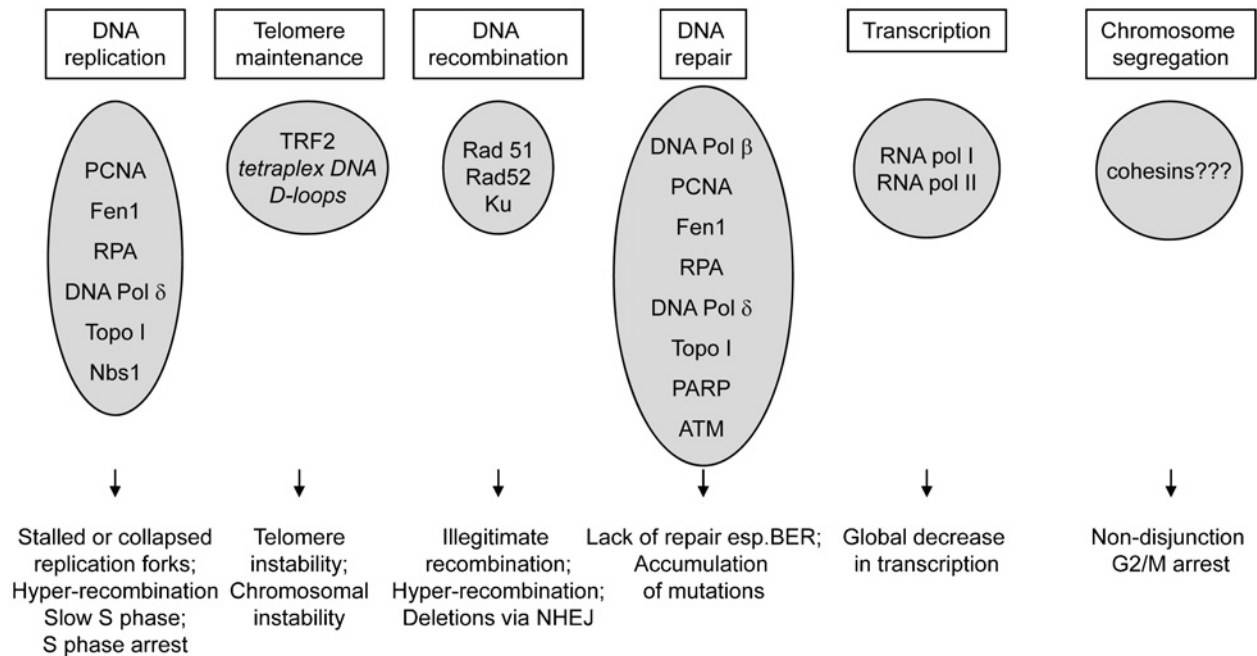 DNA
replication
Telomere
maintenance
DNA
recombination
DNA
repair
Transcription
Chromosome
segregation
PCNA
Fen1
RPA
DNA Pol δ
Topo I
Nbs1
TRF2
tetraplex DNA
D-loops
Rad 51
Rad52
Ku
DNA Pol β
PCNA
Fen1
RPA
DNA Pol δ
Topo I
PARP
ATM
RNA pol I
RNA pol II
cohesins???
Stalled or collapsed
replication forks;
Hyper-recombination
Slow S phase;
S phase arrest
Telomere
instability;
Chromosomal
instability
Illegitimate
recombination;
Hyper-recombination;
Deletions via NHEJ
Lack of repair esp.BER;
Accumulation
of mutations
Global decrease
in transcription
Non-disjunction
G2/M arrest